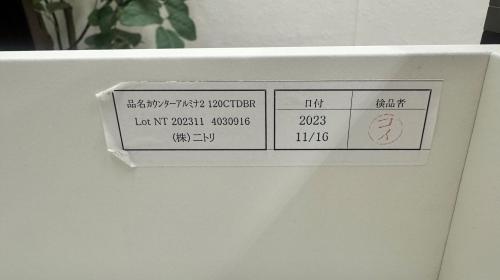 品名カウンターアルミナ2 120CTDBR
Lot NT 202311 4030916
(株)ニトリ
日付
2023
11/16
検品者
コイ